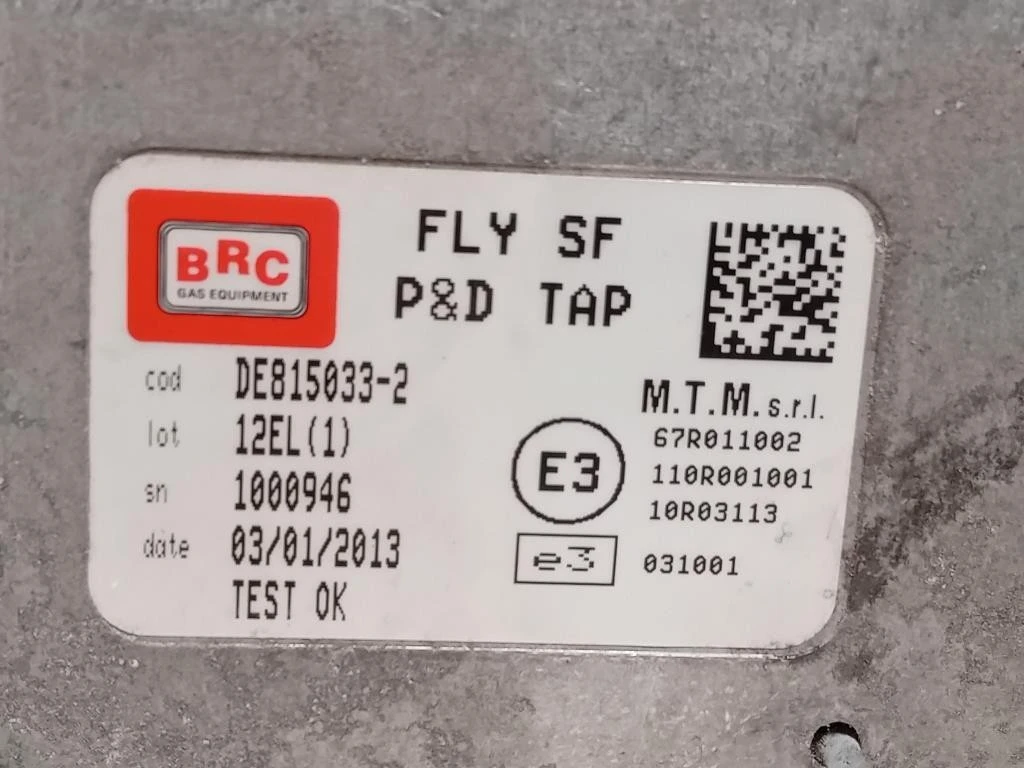 BRC
GAS EQUIPMENT
FLY SF
P&D TAP
cod DE815033-2
lot 12EL(1)
sn 1000946
date 03/01/2013
TEST OK
M.T.M. s.r.l.
E3
67R011002
110R001001
10R03113
e3 031001